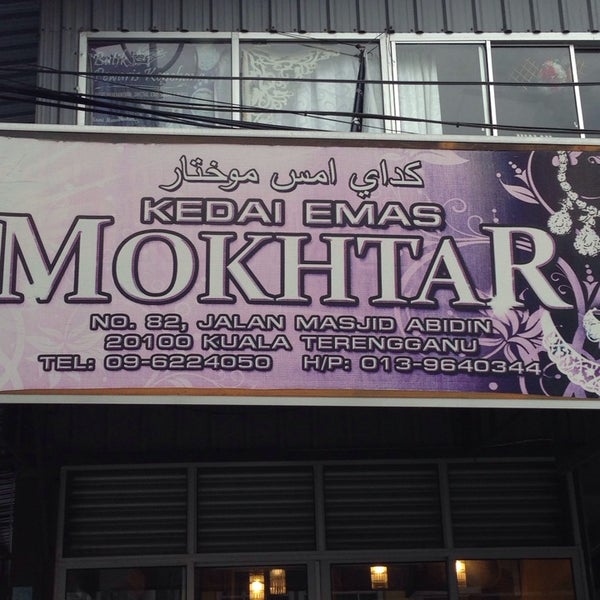 Butik
كداي امس موختار
KEDAI EMAS
MOKHTAR
NO. 82, JALAN MASJID ABIDIN
20100 KUALA TERENGGANU
TEL: 09-6224050 H/P: 013-9640344